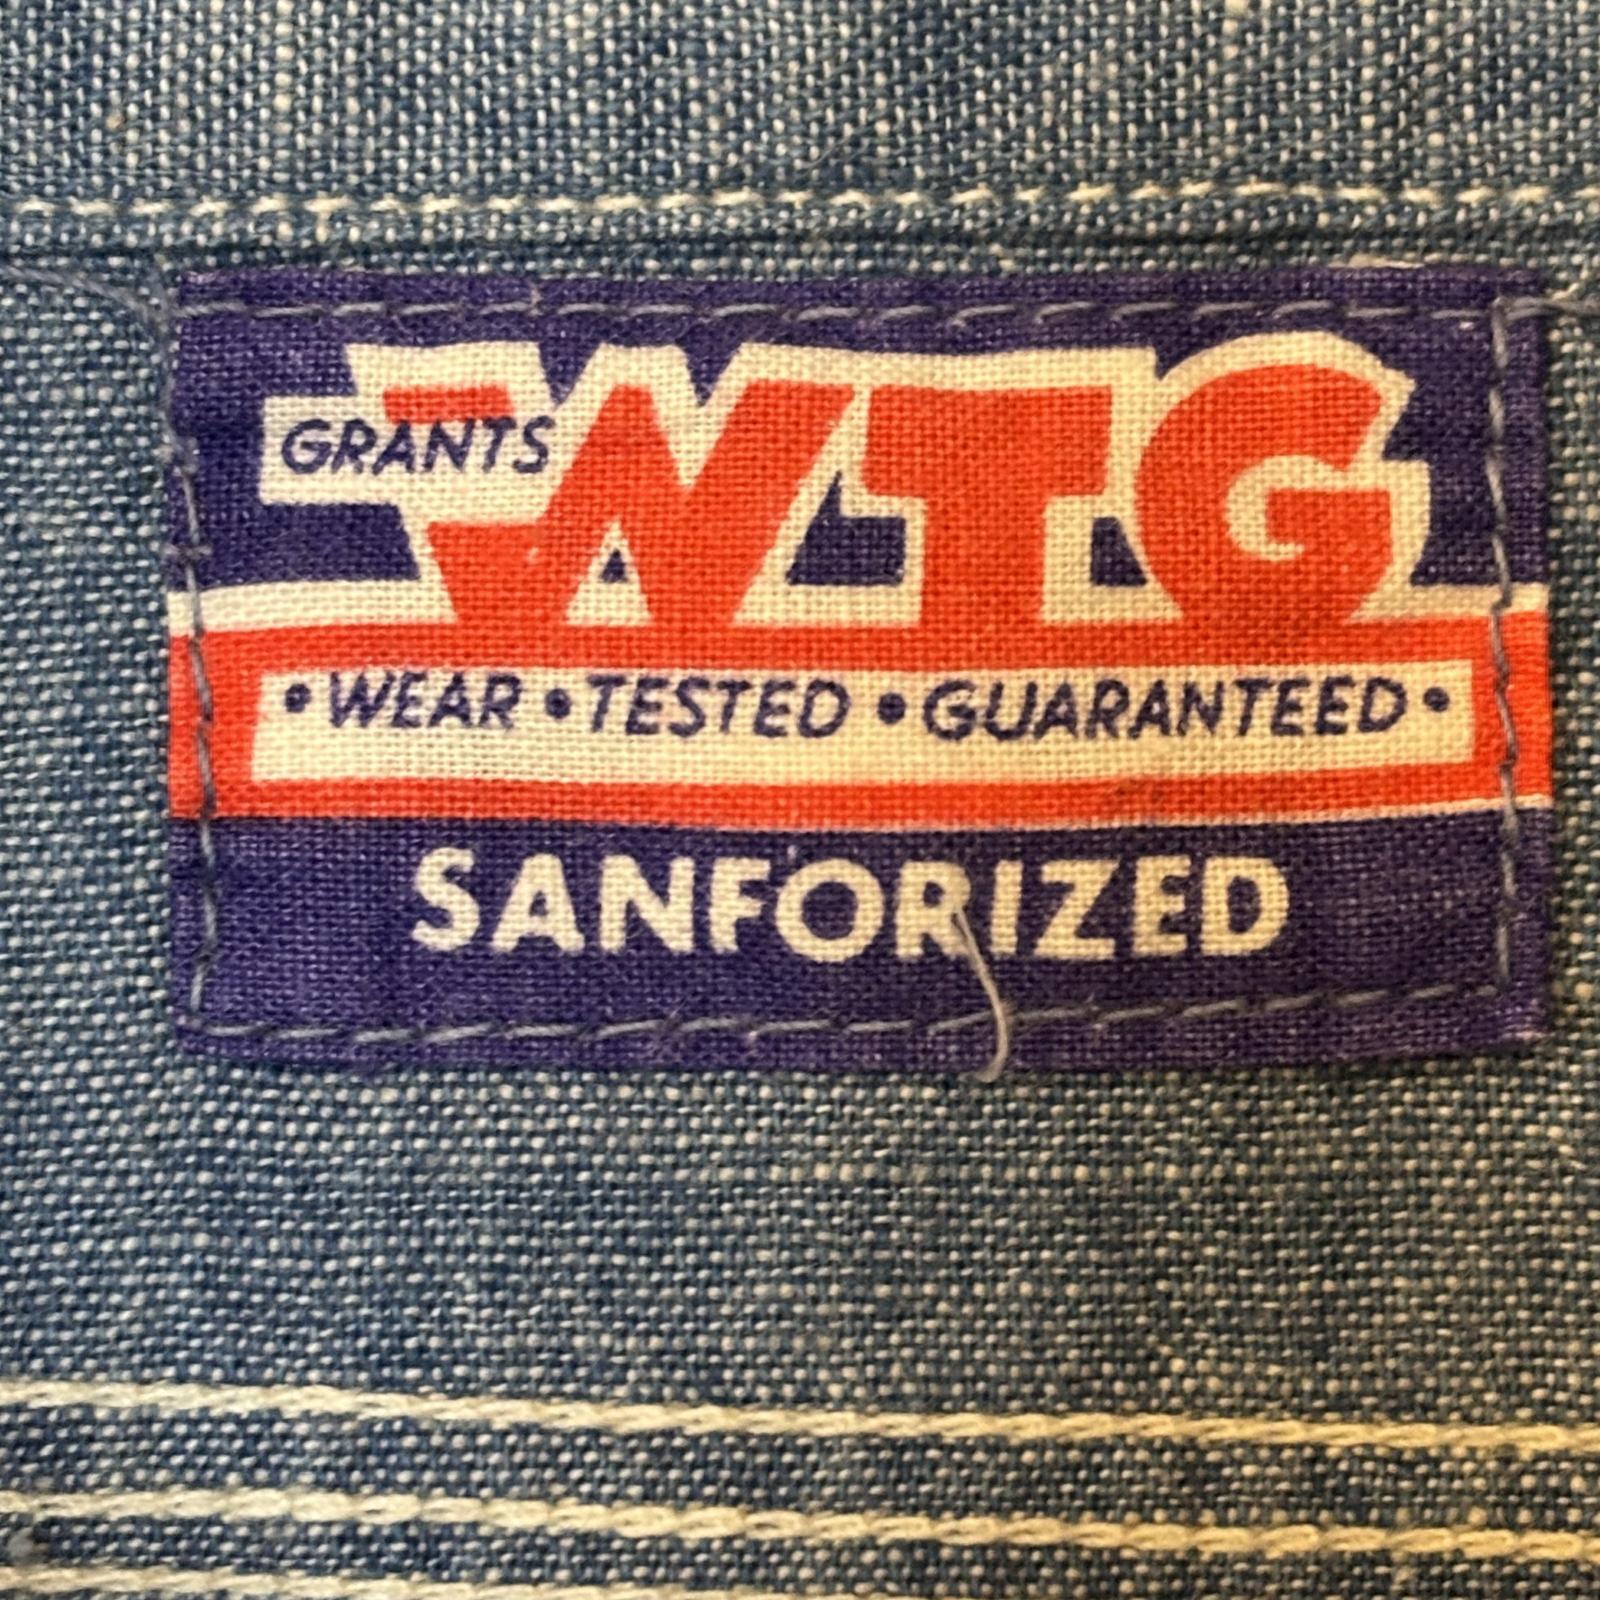 GRANTS WTG
• WEAR • TESTED • GUARANTEED •
SANFORIZED